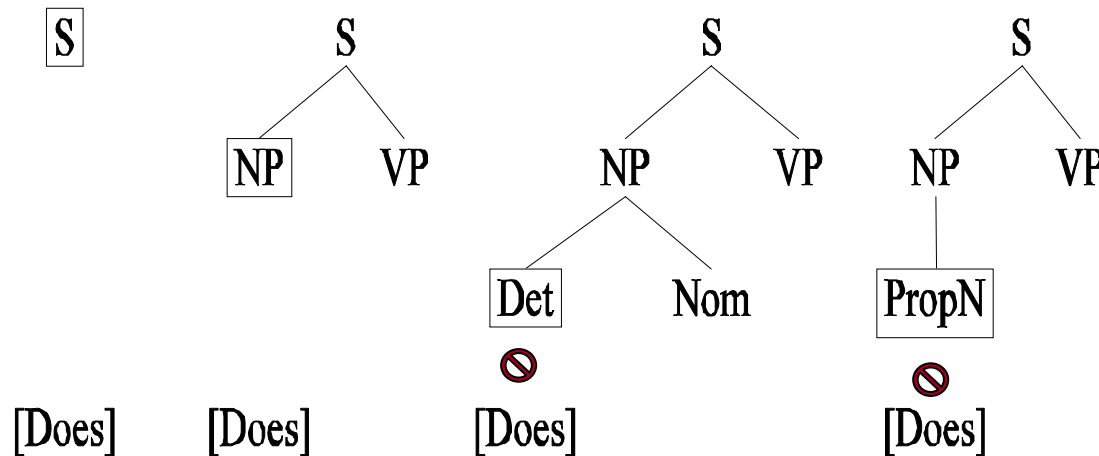 S S S S
NP VP NP VP NP VP
Det Nom PropN
[Does] [Does] [Does] [Does]